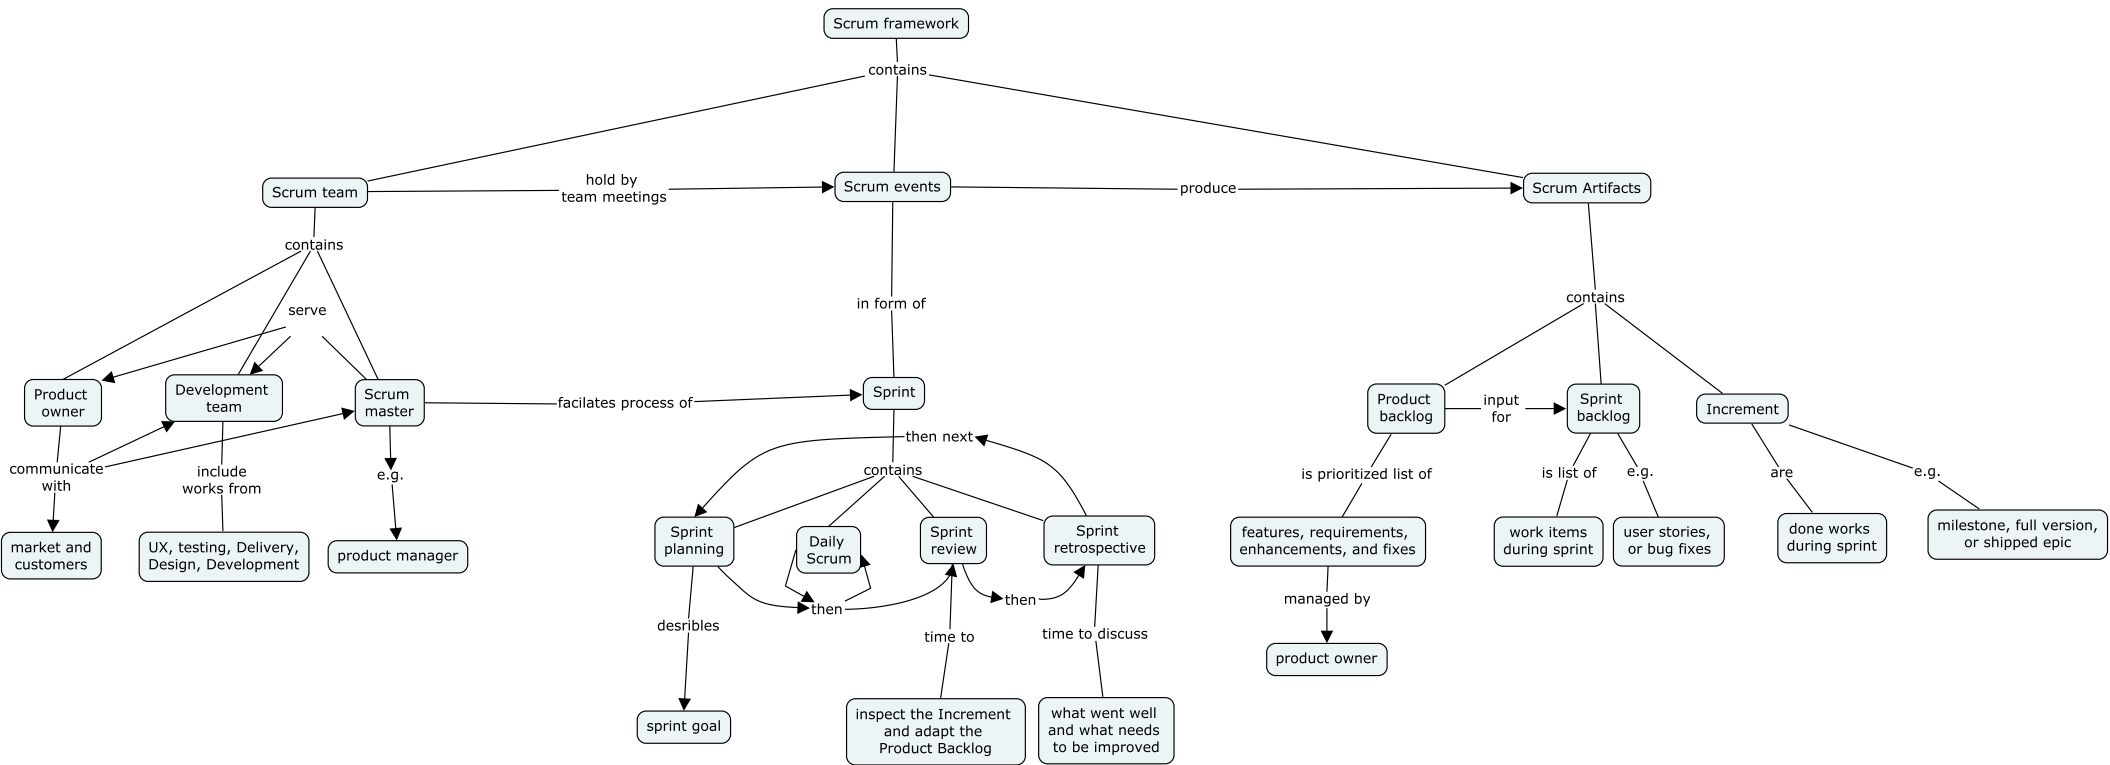 Scrum framework
contains
Scrum team
hold by
team meetings
Scrum events
produce
Scrum Artifacts
contains
serve
in form of
contains
Product
owner
Development
team
Scrum
master
facilates process of
Sprint
Product
backlog
input
for
Sprint
backlog
Increment
then next
communicate
with
include
works from
e.g.
contains
is prioritized list of
is list of
e.g.
are
e.g.
market and
customers
UX, testing, Delivery,
Design, Development
product manager
Sprint
planning
Daily
Scrum
Sprint
review
Sprint
retrospective
features, requirements,
enhancements, and fixes
work items
during sprint
user stories,
or bug fixes
done works
during sprint
milestone, full version,
or shipped epic
then
then
managed by
desribles
time to
time to discuss
product owner
sprint goal
inspect the Increment
and adapt the
Product Backlog
what went well
and what needs
to be improved